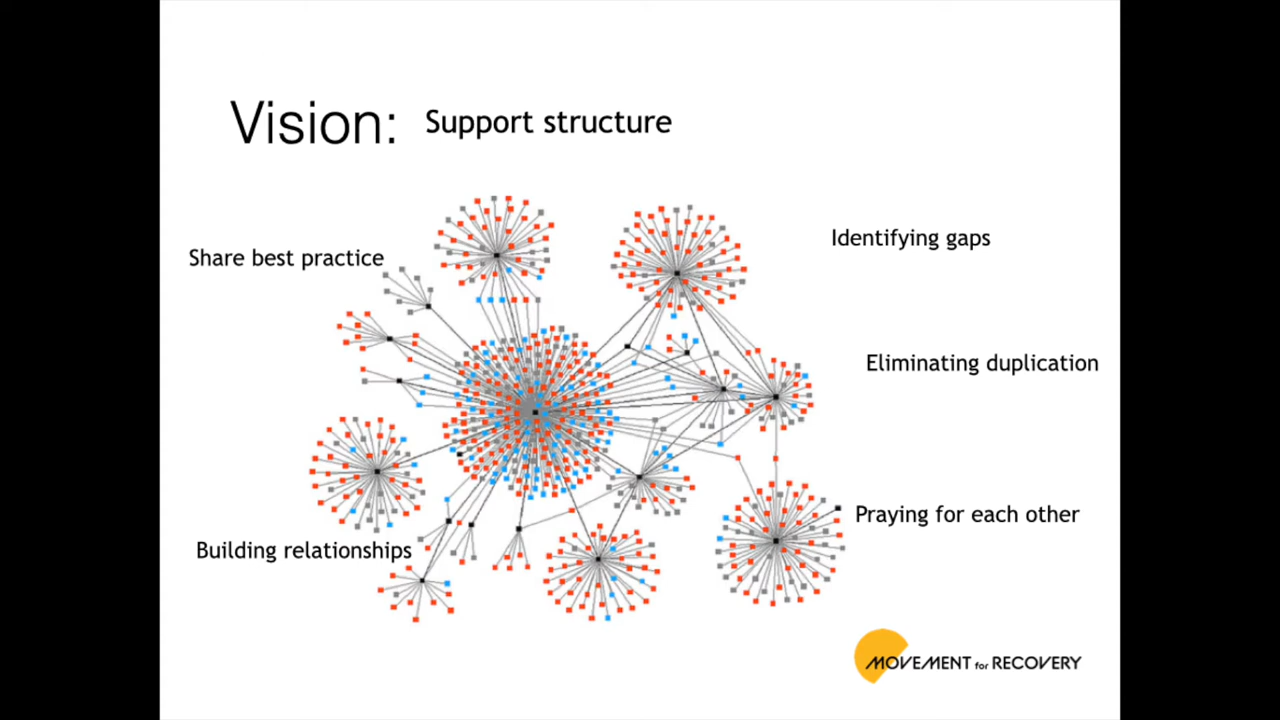 Vision: Support structure
Identifying gaps
Share best practice
Eliminating duplication
Praying for each other
Building relationships
MOVEMENT for RECOVERY